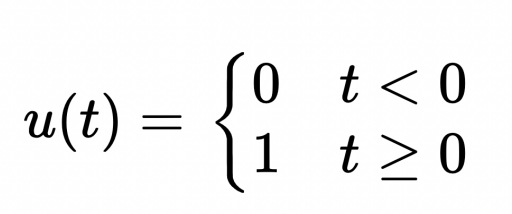 u(t) = { 0 t < 0
1 t ≥ 0